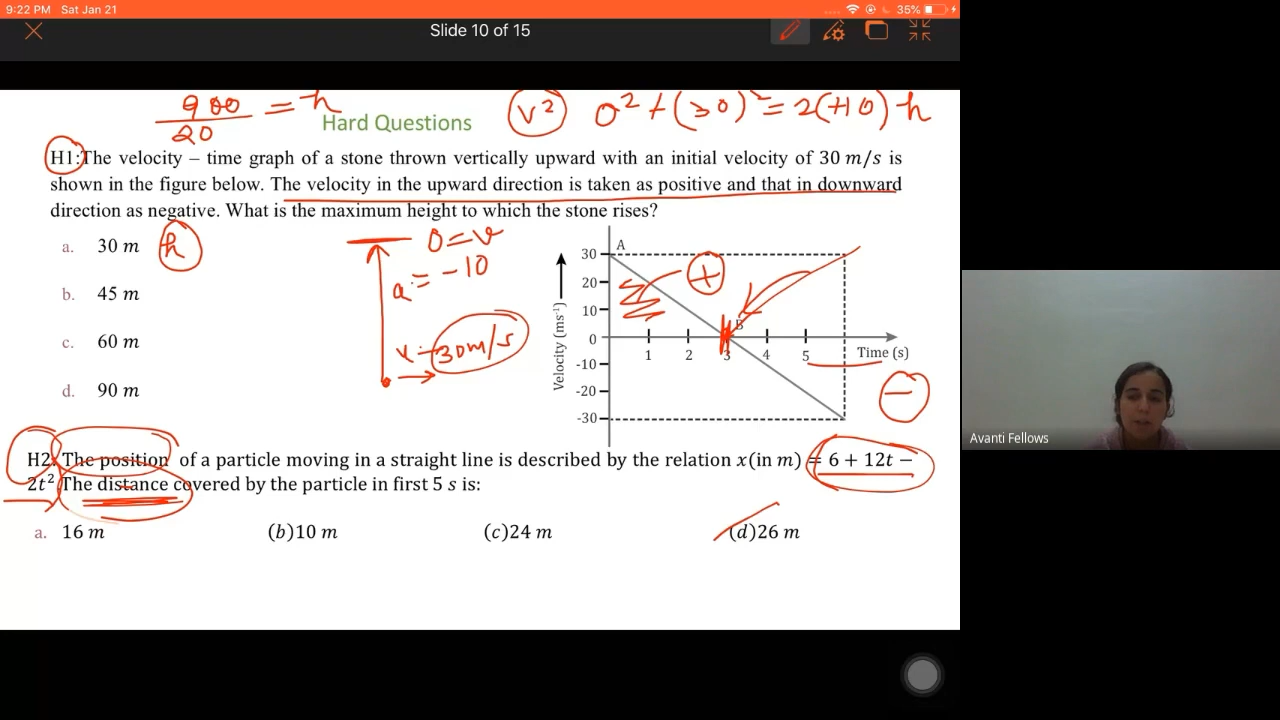 9:22 PM Sat Jan 21
35%
Slide 10 of 15
900/20 = h
v² 0² + (30)² = 2(+10) h
Hard Questions
H1:The velocity – time graph of a stone thrown vertically upward with an initial velocity of 30 m/s is
shown in the figure below. The velocity in the upward direction is taken as positive and that in downward
direction as negative. What is the maximum height to which the stone rises?
a. 30 m
h
b. 45 m
c. 60 m
d. 90 m
0 = v
a = -10
30m/s
A
30
20
10
0
-10
-20
-30
Velocity (ms⁻¹)
B
1 2 3 4 5
Time (s)
+
−
H2: The position of a particle moving in a straight line is described by the relation x(in m) = 6 + 12t −
2t² The distance covered by the particle in first 5 s is:
a. 16 m (b)10 m (c)24 m (d)26 m
Avanti Fellows